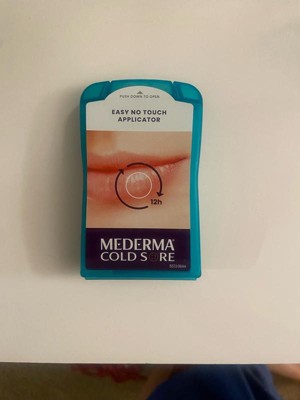 PUSH DOWN TO OPEN
EASY NO TOUCH
APPLICATOR
12h
MEDERMA®
COLD SORE